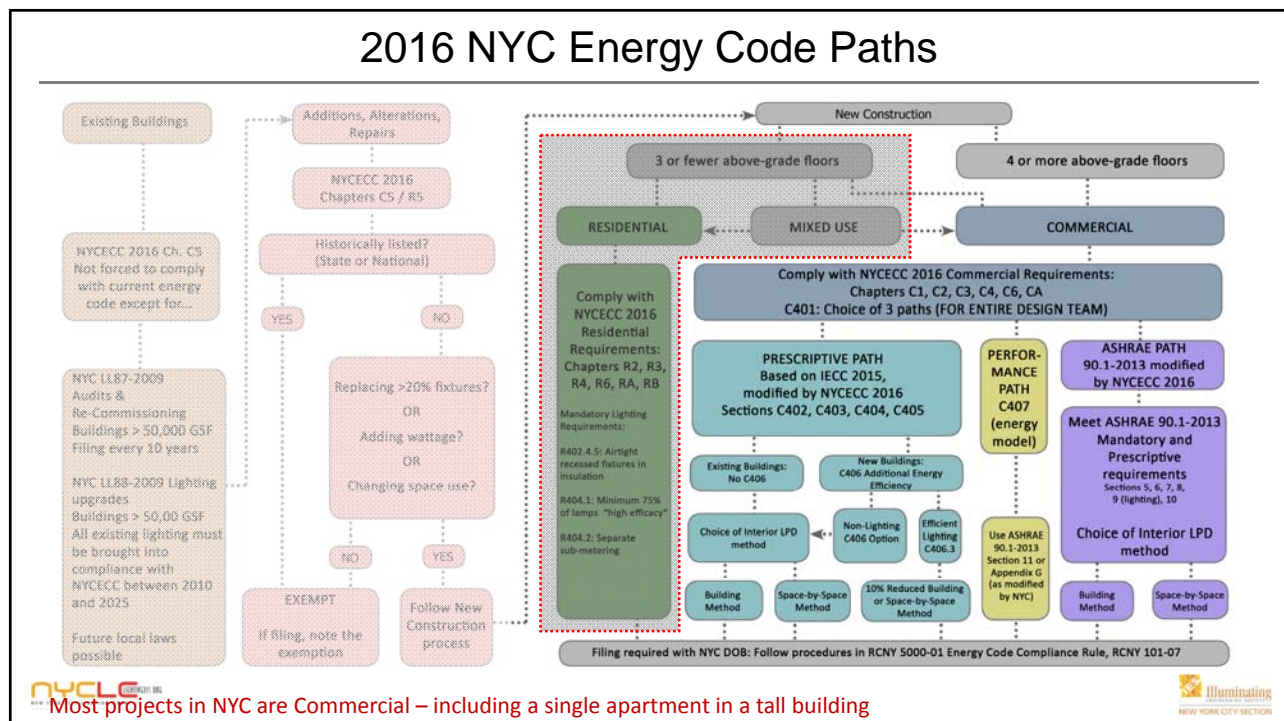 2016 NYC Energy Code Paths
Existing Buildings
NYCECC 2016 Ch. C5
Not forced to comply
with current energy
code except for...
NYC LL87-2009
Audits &
Re-Commissioning
Buildings > 50,000 GSF
Filing every 10 years
NYC LL88-2009 Lighting
upgrades
Buildings > 50,00 GSF
All existing lighting must
be brought into
compliance with
NYCECC between 2010
and 2025
Future local laws
possible
Additions, Alterations,
Repairs
NYCECC 2016
Chapters C5 / R5
Historically listed?
(State or National)
YES
NO
Replacing >20% fixtures?
OR
Adding wattage?
OR
Changing space use?
NO
YES
EXEMPT
If filing, note the
exemption
Follow New
Construction
process
New Construction
3 or fewer above-grade floors
4 or more above-grade floors
RESIDENTIAL
MIXED USE
COMMERCIAL
Comply with
NYCECC 2016
Residential
Requirements:
Chapters R2, R3,
R4, R6, RA, RB
Mandatory Lighting
Requirements:
R402.4.5: Airtight
recessed fixtures in
insulation
R404.1: Minimum 75%
of lamps "high efficacy"
R404.2: Separate
sub-metering
Comply with NYCECC 2016 Commercial Requirements:
Chapters C1, C2, C3, C4, C6, CA
C401: Choice of 3 paths (FOR ENTIRE DESIGN TEAM)
PRESCRIPTIVE PATH
Based on IECC 2015,
modified by NYCECC 2016
Sections C402, C403, C404, C405
Existing Buildings:
No C406
New Buildings:
C406 Additional Energy
Efficiency
Choice of Interior LPD
method
Non-Lighting
C406 Option
Efficient
Lighting
C406.3
Building
Method
Space-by-Space
Method
10% Reduced Building
or Space-by-Space
Method
PERFOR-
MANCE
PATH
C407
(energy
model)
Use ASHRAE
90.1-2013
Section 11 or
Appendix G
(as modified
by NYC)
ASHRAE PATH
90.1-2013 modified
by NYCECC 2016
Meet ASHRAE 90.1-2013
Mandatory and
Prescriptive
requirements
Sections 5, 6, 7, 8,
9 (lighting), 10
Choice of Interior LPD
method
Building
Method
Space-by-Space
Method
Filing required with NYC DOB: Follow procedures in RCNY 5000-01 Energy Code Compliance Rule, RCNY 101-07
NYCLE
Most projects in NYC are Commercial – including a single apartment in a tall building
Illuminating
ENGINEERING SOCIETY
NEW YORK CITY SECTION